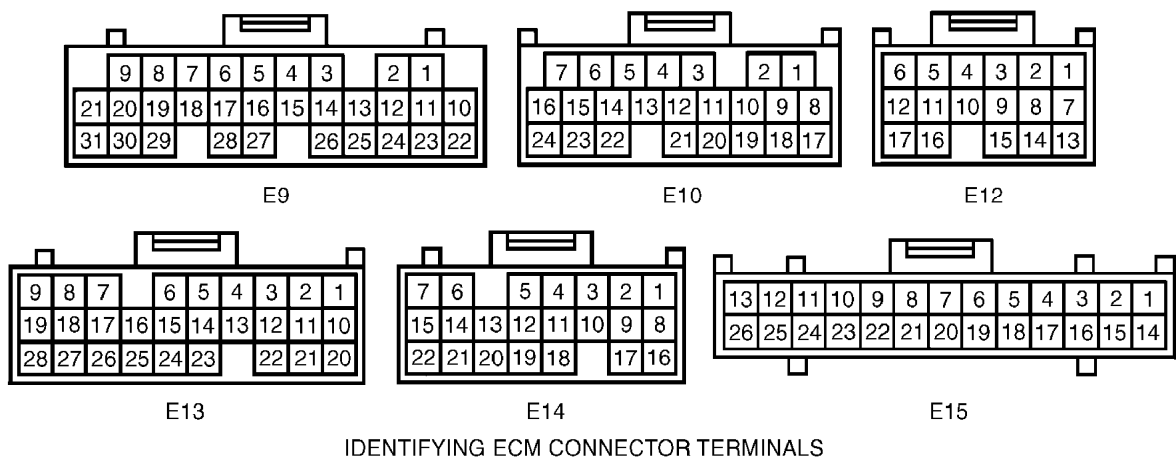 9 8 7 6 5 4 3 2 1
21 20 19 18 17 16 15 14 13 12 11 10
31 30 29 28 27 26 25 24 23 22
E9
7 6 5 4 3 2 1
16 15 14 13 12 11 10 9 8
24 23 22 21 20 19 18 17
E10
6 5 4 3 2 1
12 11 10 9 8 7
17 16 15 14 13
E12
9 8 7 6 5 4 3 2 1
19 18 17 16 15 14 13 12 11 10
28 27 26 25 24 23 22 21 20
E13
7 6 5 4 3 2 1
15 14 13 12 11 10 9 8
22 21 20 19 18 17 16
E14
13 12 11 10 9 8 7 6 5 4 3 2 1
26 25 24 23 22 21 20 19 18 17 16 15 14
E15
IDENTIFYING ECM CONNECTOR TERMINALS